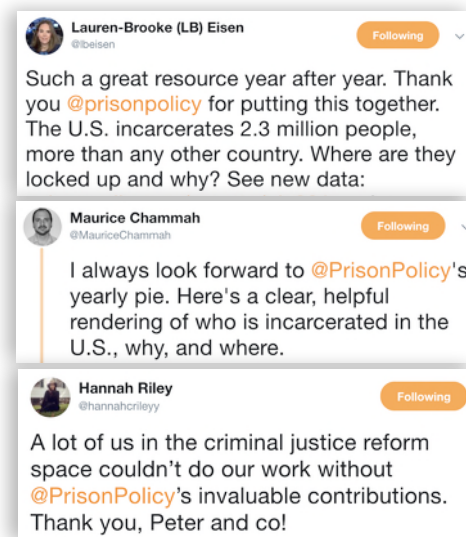 Lauren-Brooke (LB) Eisen
@lbeisen
Following
Such a great resource year after year. Thank
you @prisonpolicy for putting this together.
The U.S. incarcerates 2.3 million people,
more than any other country. Where are they
locked up and why? See new data:
Maurice Chammah
@MauriceChammah
Following
I always look forward to @PrisonPolicy's
yearly pie. Here's a clear, helpful
rendering of who is incarcerated in the
U.S., why, and where.
Hannah Riley
@hannahcrileyy
Following
A lot of us in the criminal justice reform
space couldn’t do our work without
@PrisonPolicy’s invaluable contributions.
Thank you, Peter and co!